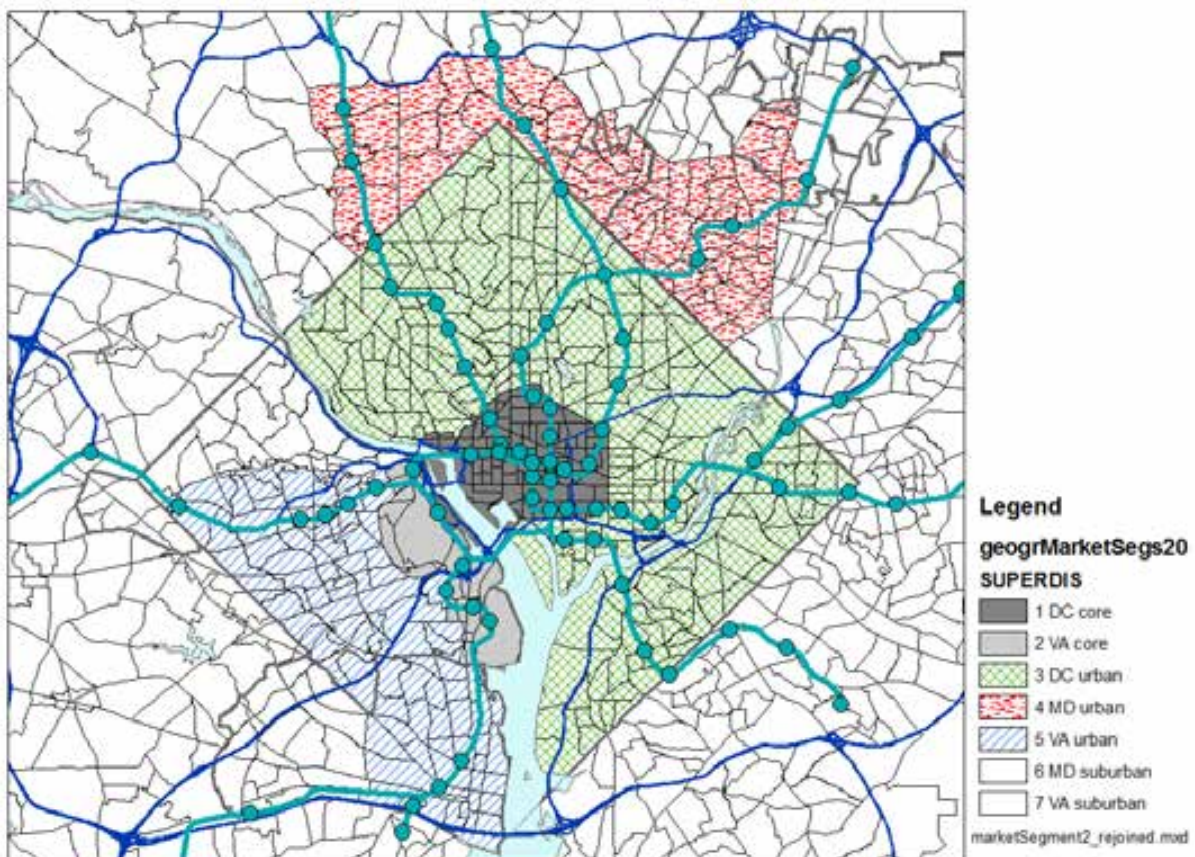 Legend
geogrMarketSegs20
SUPERDIS
1 DC core
2 VA core
3 DC urban
4 MD urban
5 VA urban
6 MD suburban
7 VA suburban
marketSegment2_rejoined.mxd